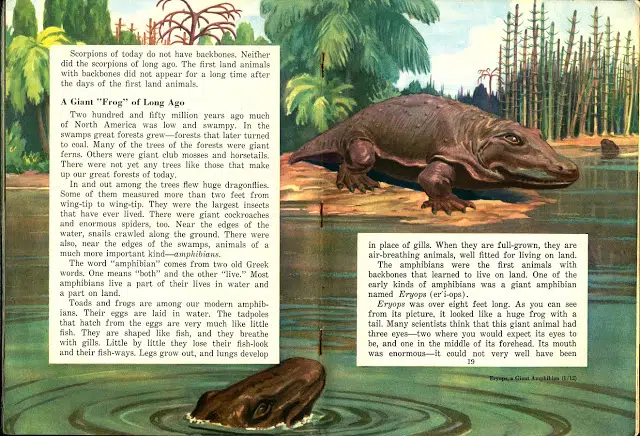 Scorpions of today do not have backbones. Neither
did the scorpions of long ago. The first land animals
with backbones did not appear for a long time after
the days of the first land animals.
A Giant "Frog" of Long Ago
Two hundred and fifty million years ago much
of North America was low and swampy. In the
swamps great forests grew—forests that later turned
to coal. Many of the trees of the forests were giant
ferns. Others were giant club mosses and horsetails.
There were not yet any trees like those that make
up our great forests of today.
In and out among the trees flew huge dragonflies.
Some of them measured more than two feet from
wing-tip to wing-tip. They were the largest insects
that have ever lived. There were giant cockroaches
and enormous spiders, too. Near the edges of the
water, snails crawled along the ground. There were
also, near the edges of the swamps, animals of a
much more important kind—amphibians.
The word "amphibian" comes from two old Greek
words. One means "both" and the other "live." Most
amphibians live a part of their lives in water and
a part on land.
Toads and frogs are among our modern amphib-
ians. Their eggs are laid in water. The tadpoles
that hatch from the eggs are very much like little
fish. They are shaped like fish, and they breathe
with gills. Little by little they lose their fish-look
and their fish-ways. Legs grow out, and lungs develop
in place of gills. When they are full-grown, they are
air-breathing animals, well fitted for living on land.
The amphibians were the first animals with
backbones that learned to live on land. One of the
early kinds of amphibians was a giant amphibian
named Eryops (er′i-ops).
Eryops was over eight feet long. As you can see
from its picture, it looked like a huge frog with a
tail. Many scientists think that this giant animal had
three eyes—two where you would expect its eyes to
be, and one in the middle of its forehead. Its mouth
was enormous—it could not very well have been
19
Eryops, a Giant Amphibian (1/12)